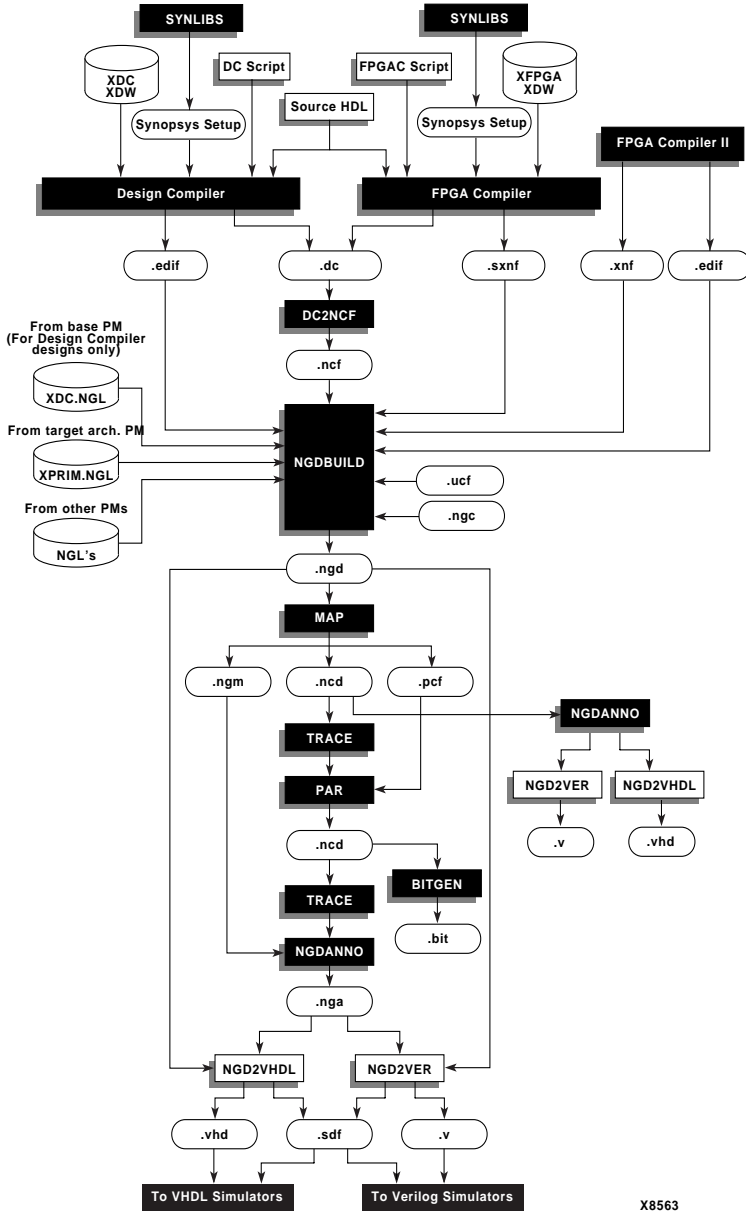 SYNLIBS
SYNLIBS
XDC
XDW
DC Script
FPGAC Script
XFPGA
XDW
Source HDL
Synopsys Setup
Synopsys Setup
FPGA Compiler II
Design Compiler
FPGA Compiler
.edif
.dc
.sxnf
.xnf
.edif
DC2NCF
From base PM
(For Design Compiler
designs only)
.ncf
XDC.NGL
From target arch. PM
NGDBUILD
XPRIM.NGL
.ucf
From other PMs
.ngc
NGL's
.ngd
MAP
.ngm
.ncd
.pcf
NGDANNO
TRACE
NGD2VER
NGD2VHDL
PAR
.v
.vhd
.ncd
BITGEN
TRACE
.bit
NGDANNO
.nga
NGD2VHDL
NGD2VER
.vhd
.sdf
.v
To VHDL Simulators
To Verilog Simulators
X8563